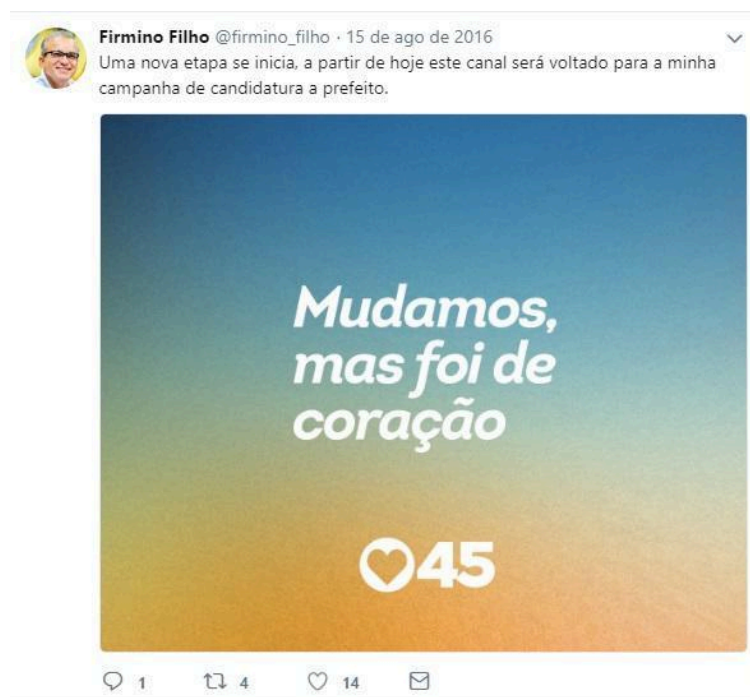 Firmino Filho @firmino_filho · 15 de ago de 2016
Uma nova etapa se inicia, a partir de hoje este canal será voltado para a minha
campanha de candidatura a prefeito.
Mudamos,
mas foi de
coração
45
1 4 14